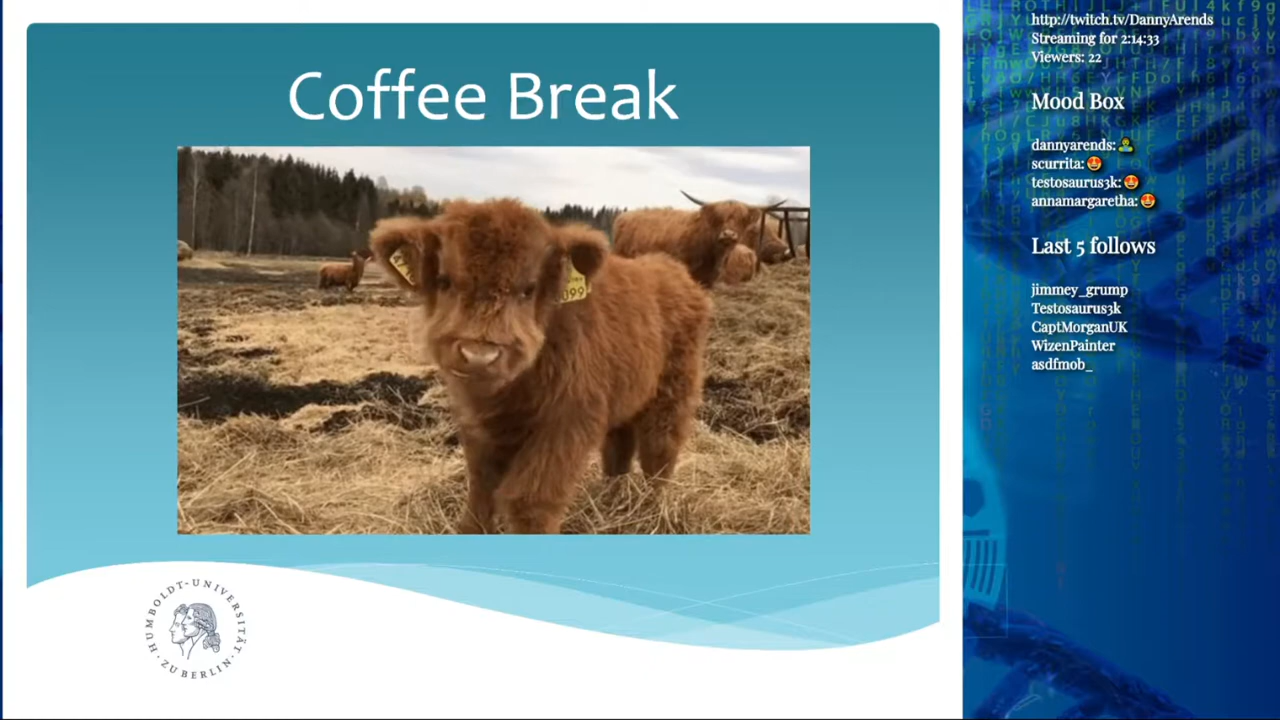 Coffee Break
099
HUMBOLDT-UNIVERSITÄT
ZU BERLIN
http://twitch.tv/DannyArends
Streaming for 2:14:33
Viewers: 22
Mood Box
dannyarends:
scurrita: 😍
testosaurus3k: 😍
annamargaretha: 😍
Last 5 follows
jimmey_grump
Testosaurus3k
CaptMorganUK
WizenPainter
asdfmob_